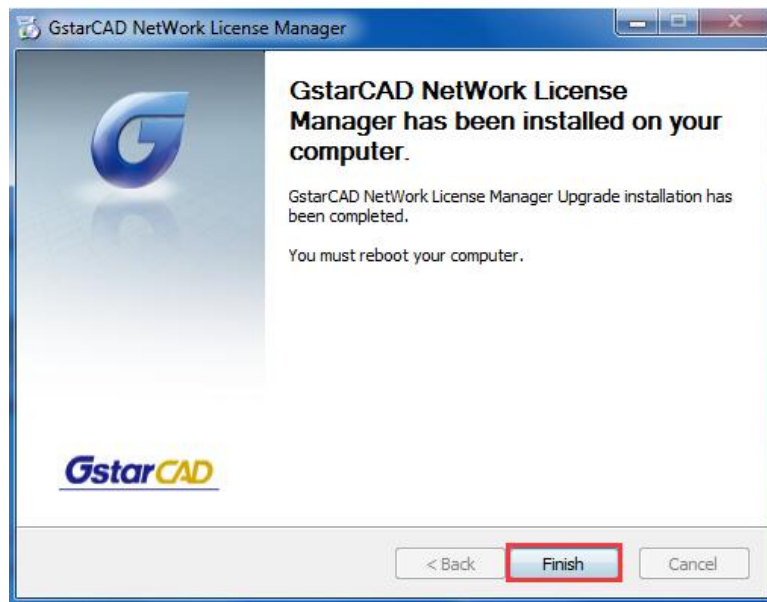 GstarCAD NetWork License Manager
GstarCAD NetWork License
Manager has been installed on your
computer.
GstarCAD NetWork License Manager Upgrade installation has
been completed.
You must reboot your computer.
GstarCAD
< Back Finish Cancel